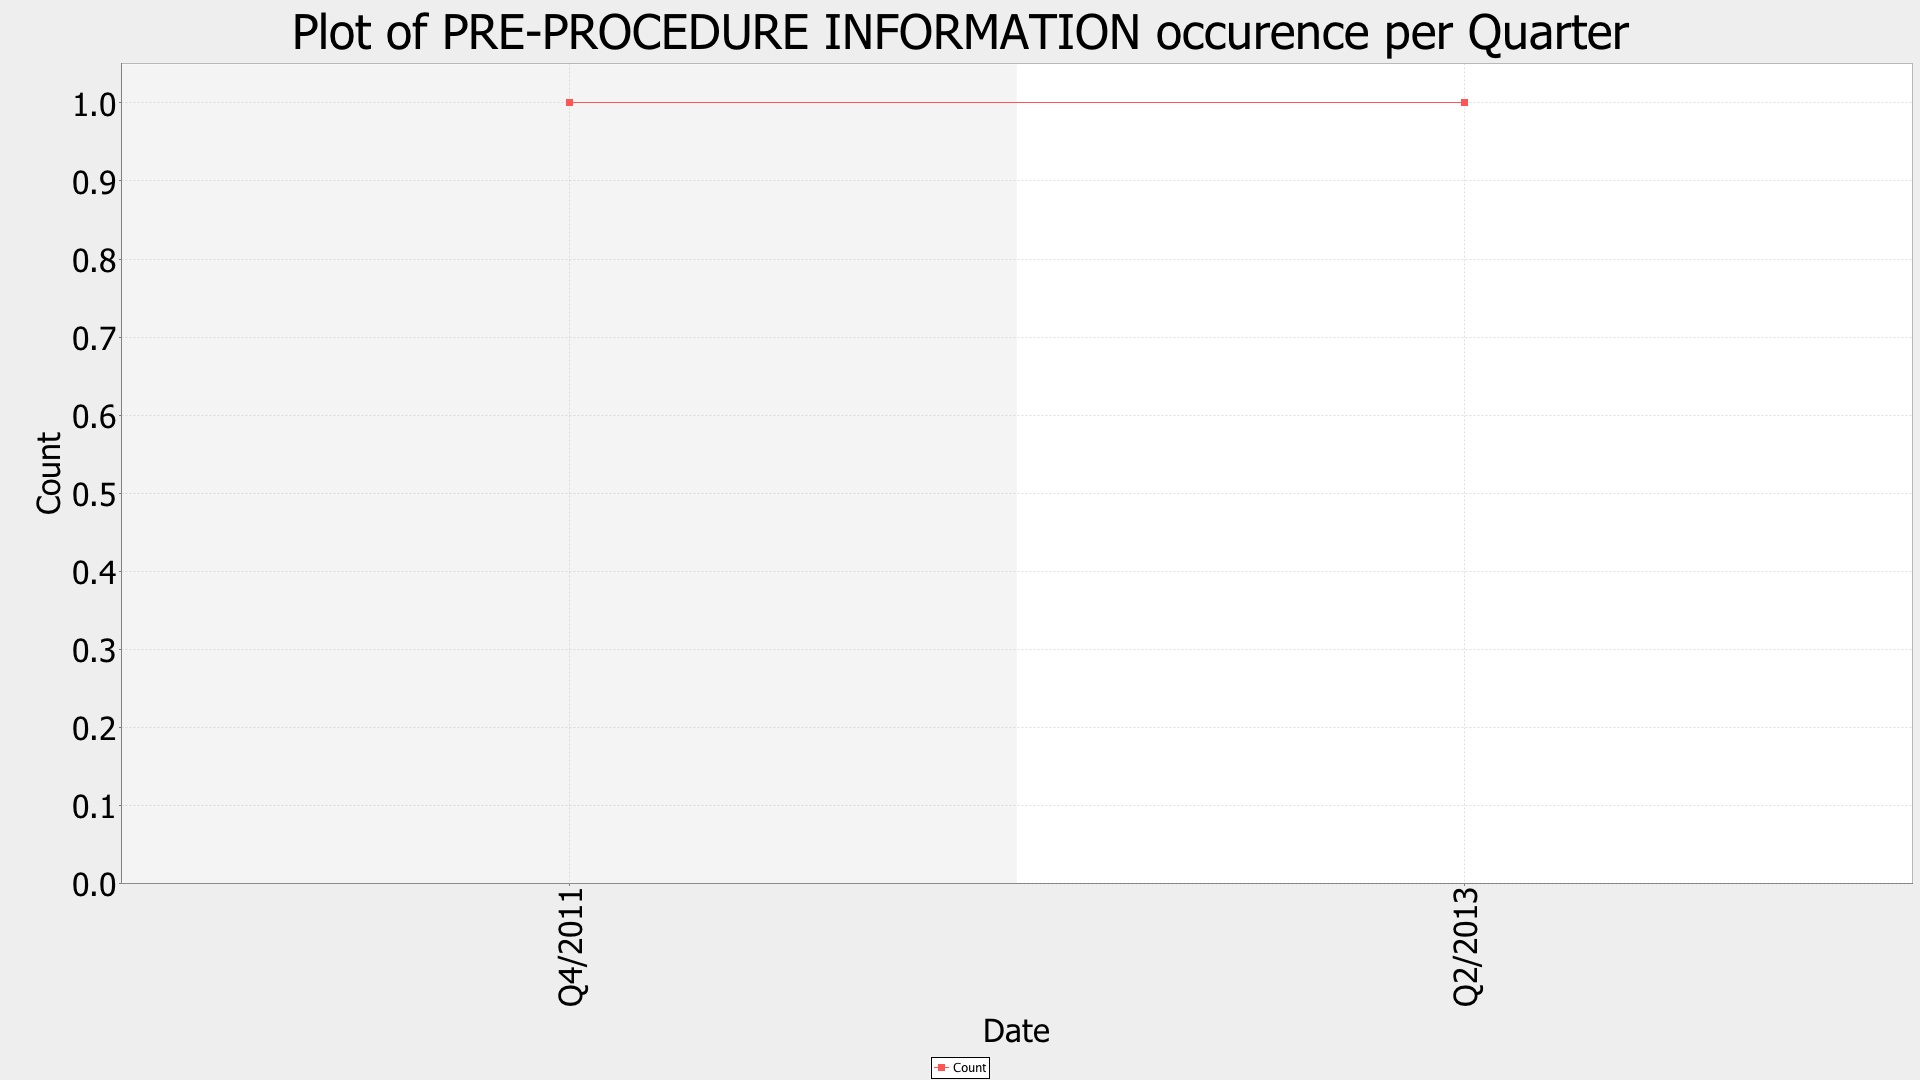 Plot of PRE-PROCEDURE INFORMATION occurence per Quarter
1.0
0.9
0.8
0.7
0.6
0.5
0.4
0.3
0.2
0.1
0.0
Count
Q4/2011
Q2/2013
Date
Count